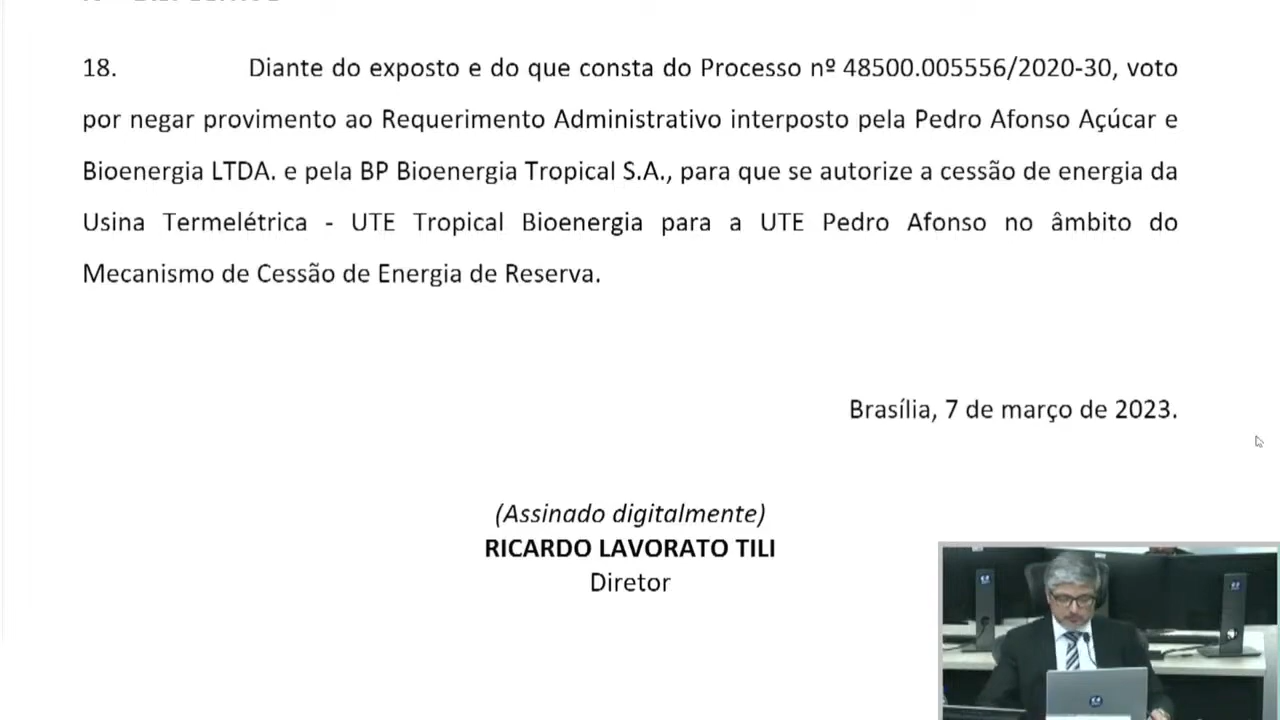 18. Diante do exposto e do que consta do Processo nº 48500.005556/2020-30, voto
por negar provimento ao Requerimento Administrativo interposto pela Pedro Afonso Açúcar e
Bioenergia LTDA. e pela BP Bioenergia Tropical S.A., para que se autorize a cessão de energia da
Usina Termelétrica - UTE Tropical Bioenergia para a UTE Pedro Afonso no âmbito do
Mecanismo de Cessão de Energia de Reserva.
Brasília, 7 de março de 2023.
(Assinado digitalmente)
RICARDO LAVORATO TILI
Diretor